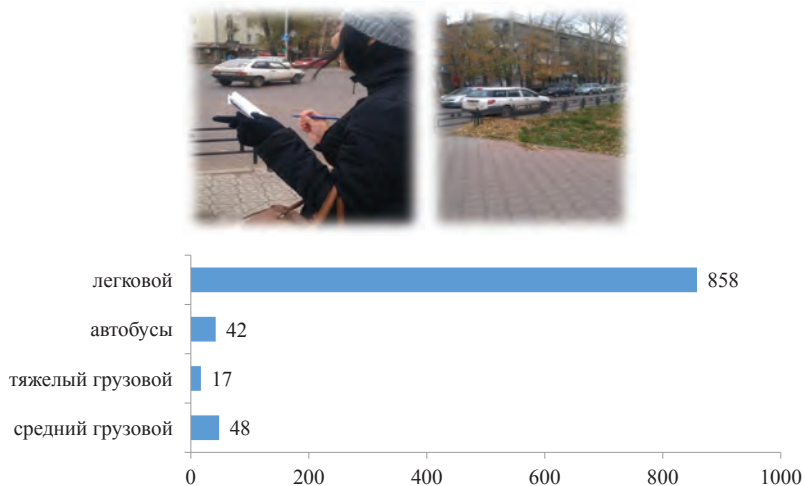 легковой 858
автобусы 42
тяжелый грузовой 17
средний грузовой 48
0 200 400 600 800 1000